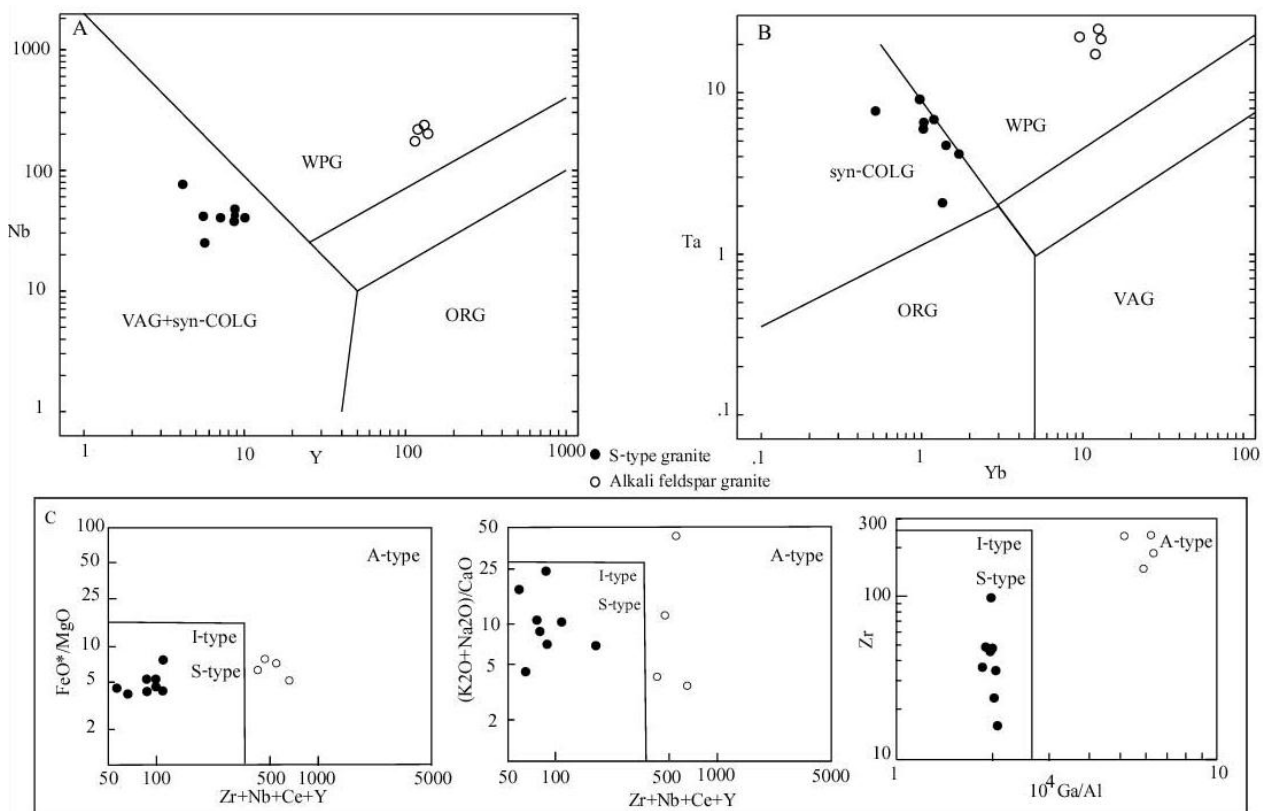 A
1000
WPG
100
Nb
10
VAG+syn-COLG
ORG
1
1
10
100
1000
Y
B
10
WPG
syn-COLG
Ta
1
ORG
VAG
.1
.1
1
10
100
Yb
S-type granite
Alkali feldspar granite
C
100
50
25
10
5
2
FeO*/MgO
A-type
I-type
S-type
50
100
500
1000
5000
Zr+Nb+Ce+Y
50
25
10
5
2
(K2O+Na2O)/CaO
A-type
I-type
S-type
50
100
500
1000
5000
Zr+Nb+Ce+Y
300
100
10
Zr
I-type
A-type
S-type
1
10
10⁴ Ga/Al